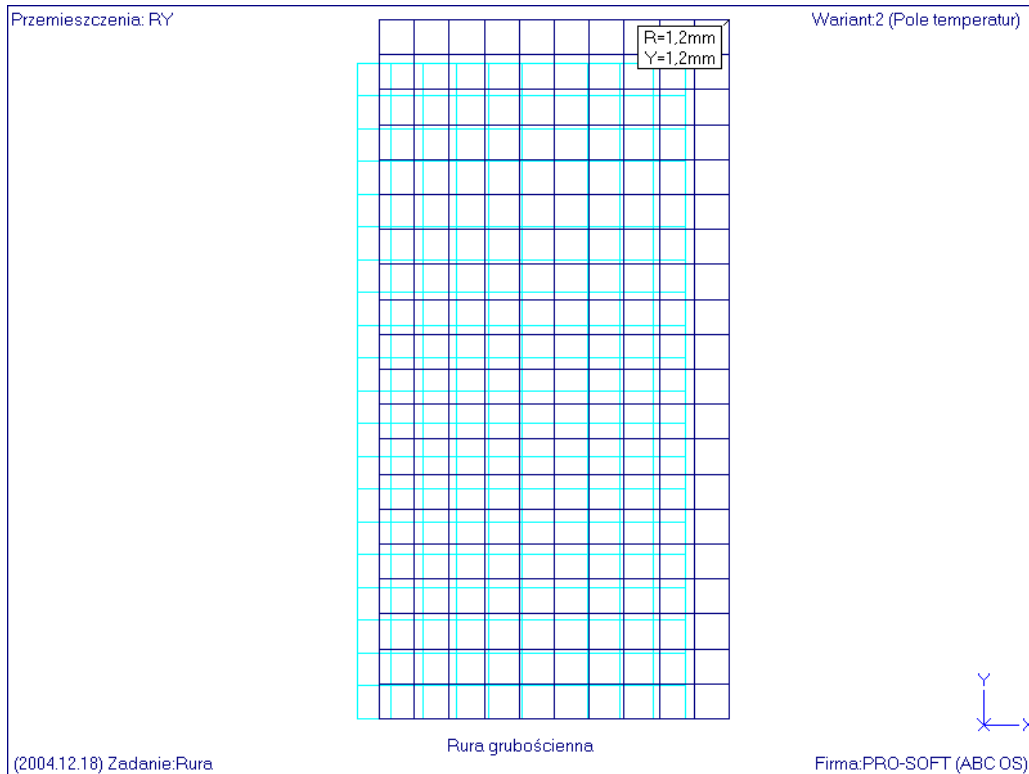 Przemieszczenia: RY
Wariant:2 (Pole temperatur)
R=1,2mm
Y=1,2mm
Y
X
Rura grubościenna
(2004.12.18) Zadanie:Rura
Firma:PRO-SOFT (ABC OS)